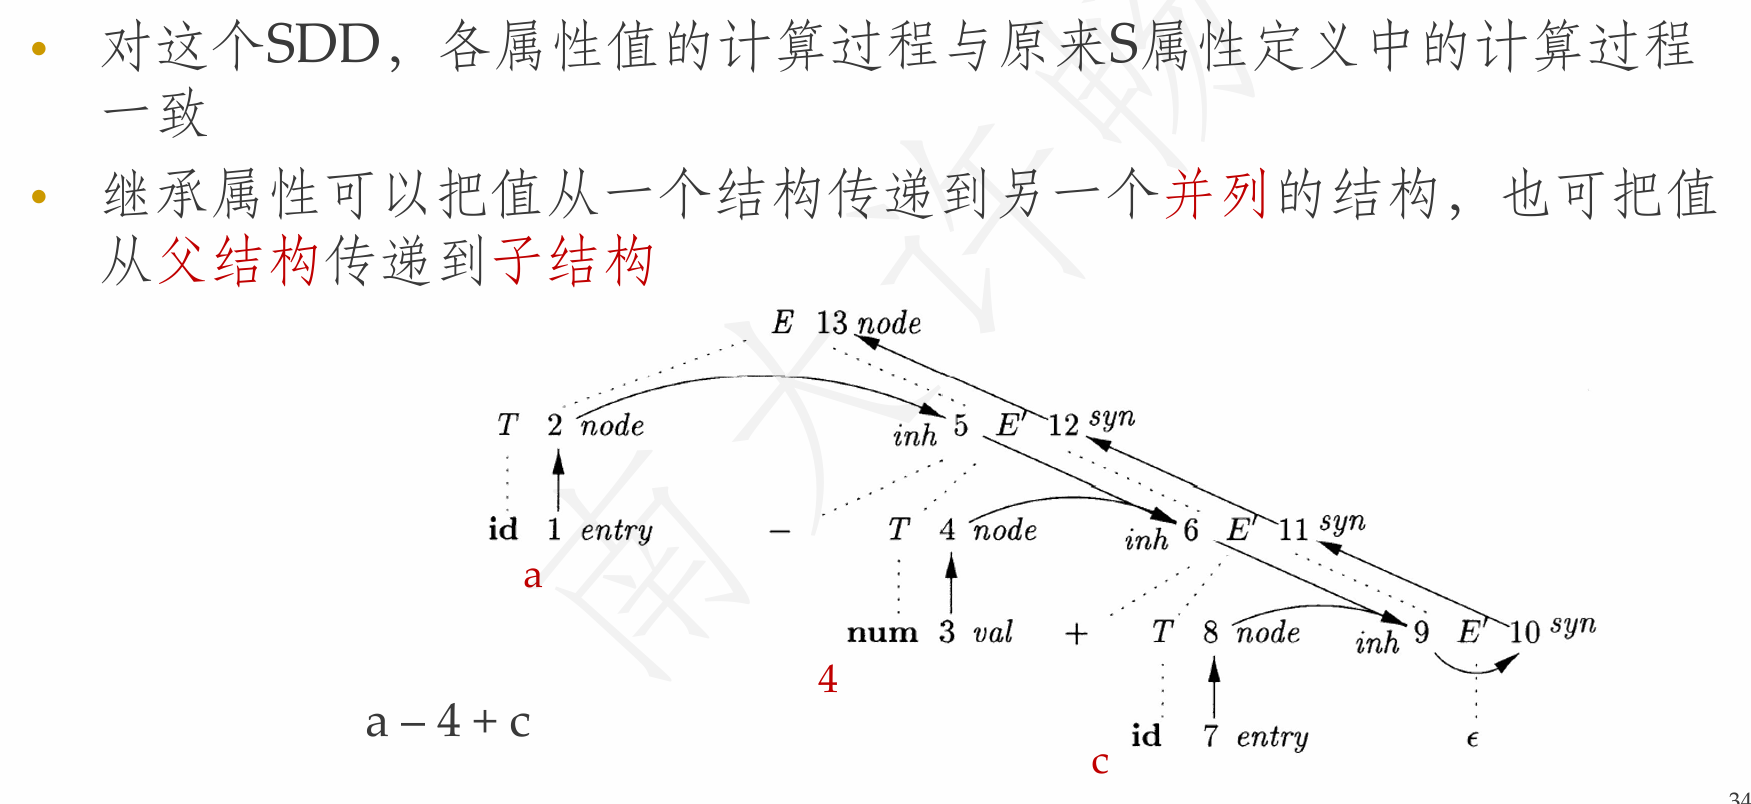 • 对这个SDD，各属性值的计算过程与原来S属性定义中的计算过程
一致
• 继承属性可以把值从一个结构传递到另一个并列的结构，也可把值
从父结构传递到子结构
E 13 node
T 2 node inh 5 E′ 12 syn
id 1 entry − T 4 node inh 6 E′ 11 syn
a
num 3 val + T 8 node inh 9 E′ 10 syn
4
a – 4 + c
id 7 entry ϵ
c
34
南大许畅